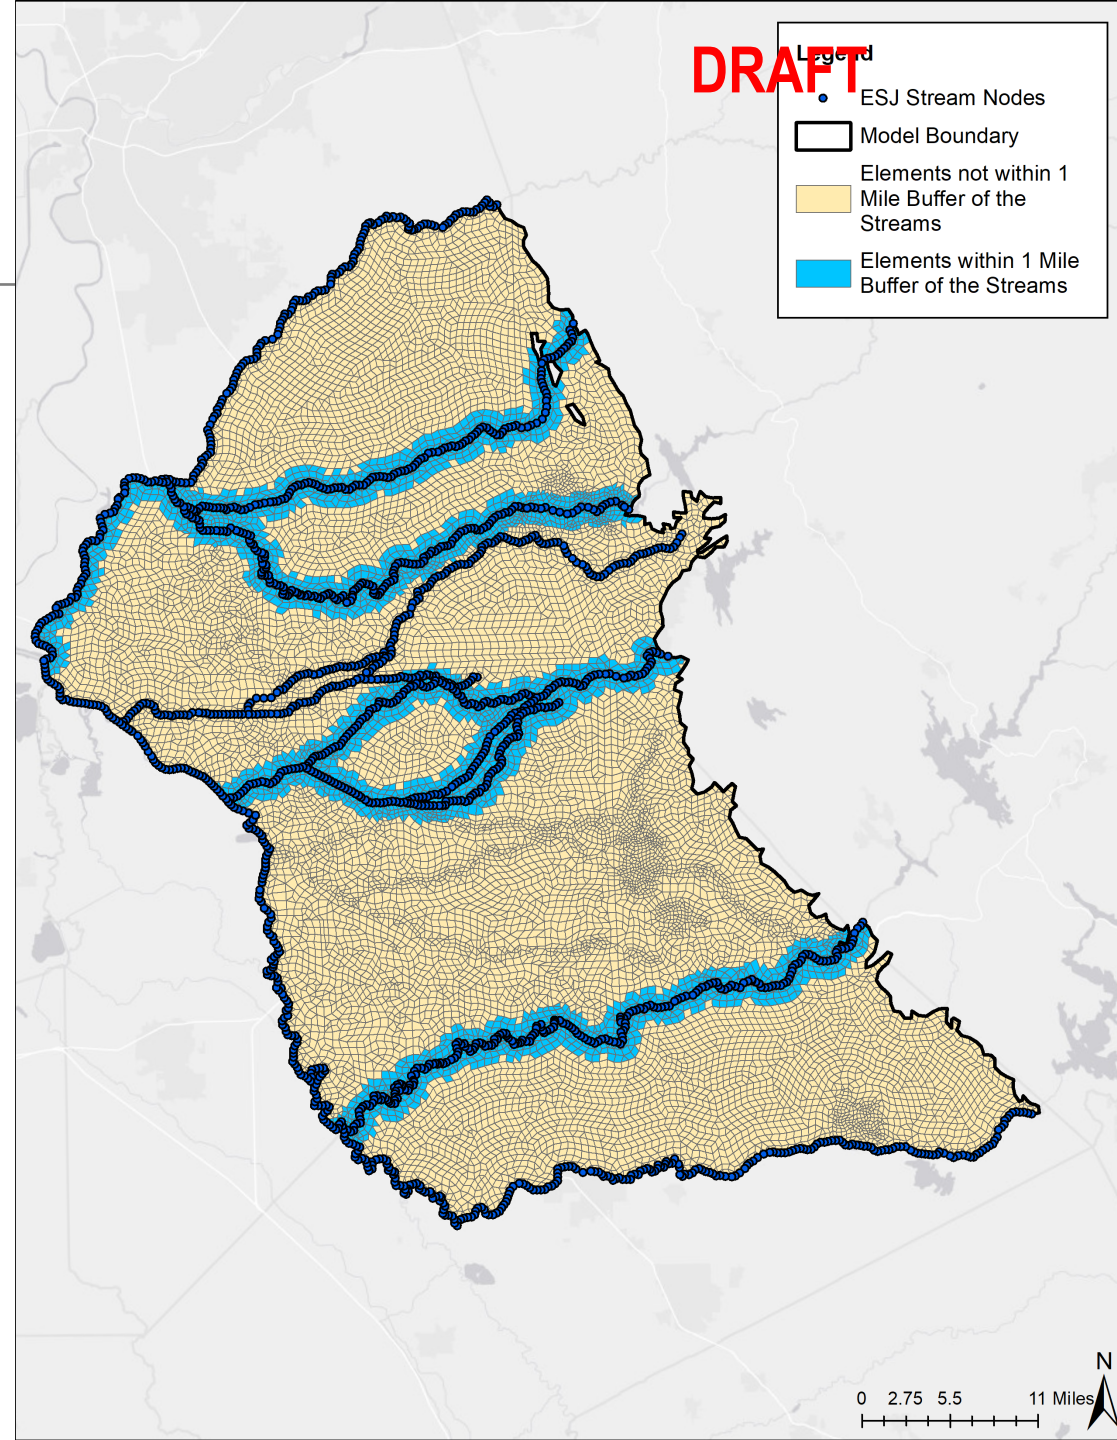 DRAFT
Legend
ESJ Stream Nodes
Model Boundary
Elements not within 1
Mile Buffer of the
Streams
Elements within 1 Mile
Buffer of the Streams
N
0 2.75 5.5 11 Miles